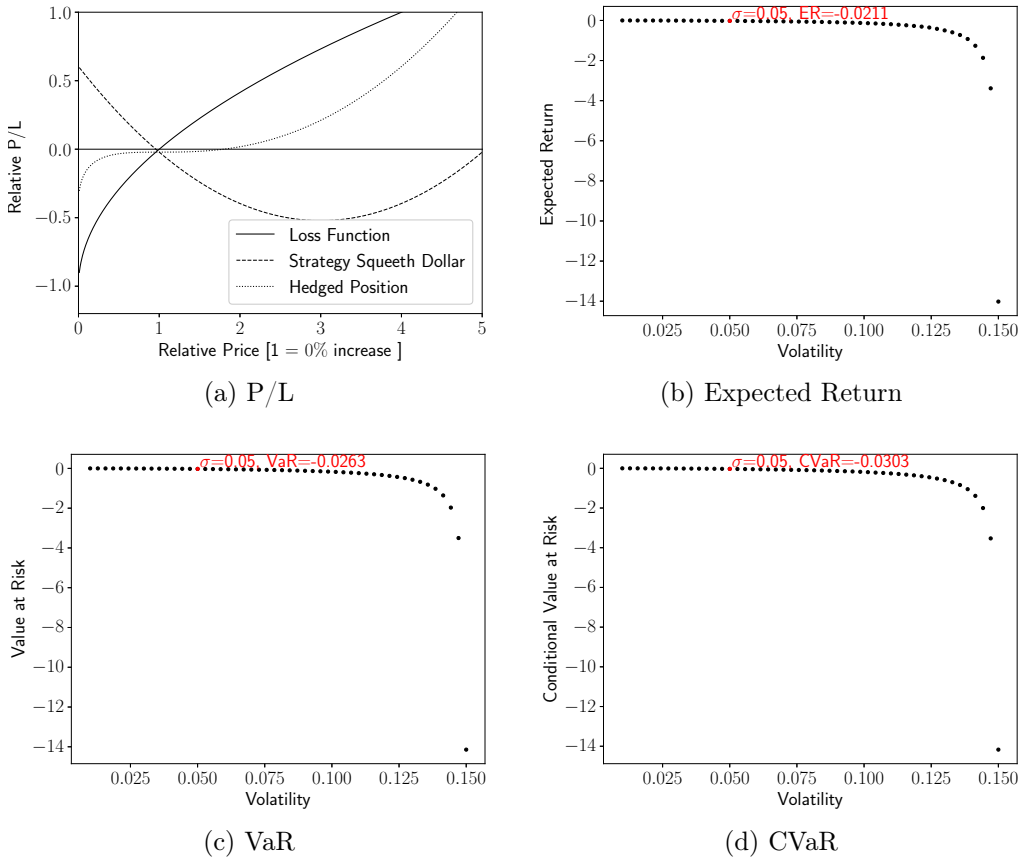 1.0
0.5
0.0
−0.5
−1.0
Relative P/L
Loss Function
Strategy Squeeth Dollar
Hedged Position
0 1 2 3 4 5
Relative Price [1 = 0% increase ]
(a) P/L
σ=0.05, ER=-0.0211
0
−2
−4
−6
−8
−10
−12
−14
Expected Return
0.025 0.050 0.075 0.100 0.125 0.150
Volatility
(b) Expected Return
σ=0.05, VaR=-0.0263
0
−2
−4
−6
−8
−10
−12
−14
Value at Risk
0.025 0.050 0.075 0.100 0.125 0.150
Volatility
(c) VaR
σ=0.05, CVaR=-0.0303
0
−2
−4
−6
−8
−10
−12
−14
Conditional Value at Risk
0.025 0.050 0.075 0.100 0.125 0.150
Volatility
(d) CVaR